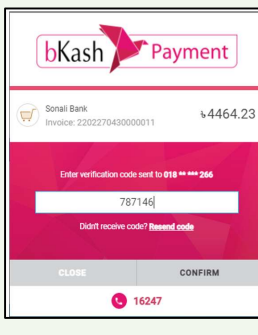 bKash Payment
Sonali Bank
Invoice: 2202270430000011
৳4464.23
Enter verification code sent to 018 ** *** 266
787146
Didn't receive code? Resend code
CLOSE CONFIRM
16247